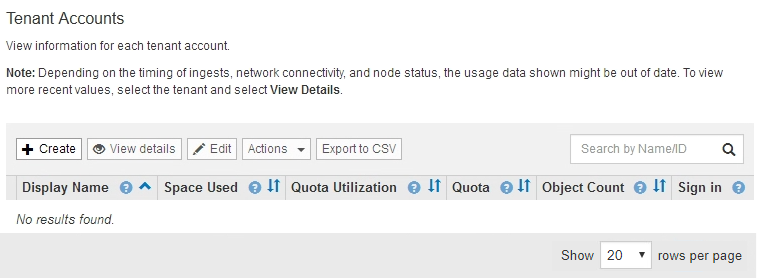 Tenant Accounts
View information for each tenant account.
Note: Depending on the timing of ingests, network connectivity, and node status, the usage data shown might be out of date. To view
more recent values, select the tenant and select View Details.
Create View details Edit Actions Export to CSV Search by Name/ID
Display Name Space Used Quota Utilization Quota Object Count Sign in
No results found.
Show 20 rows per page